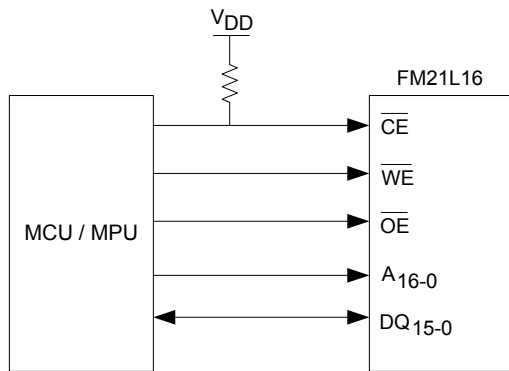 VDD
FM21L16
CE
WE
MCU / MPU
OE
A16-0
DQ15-0